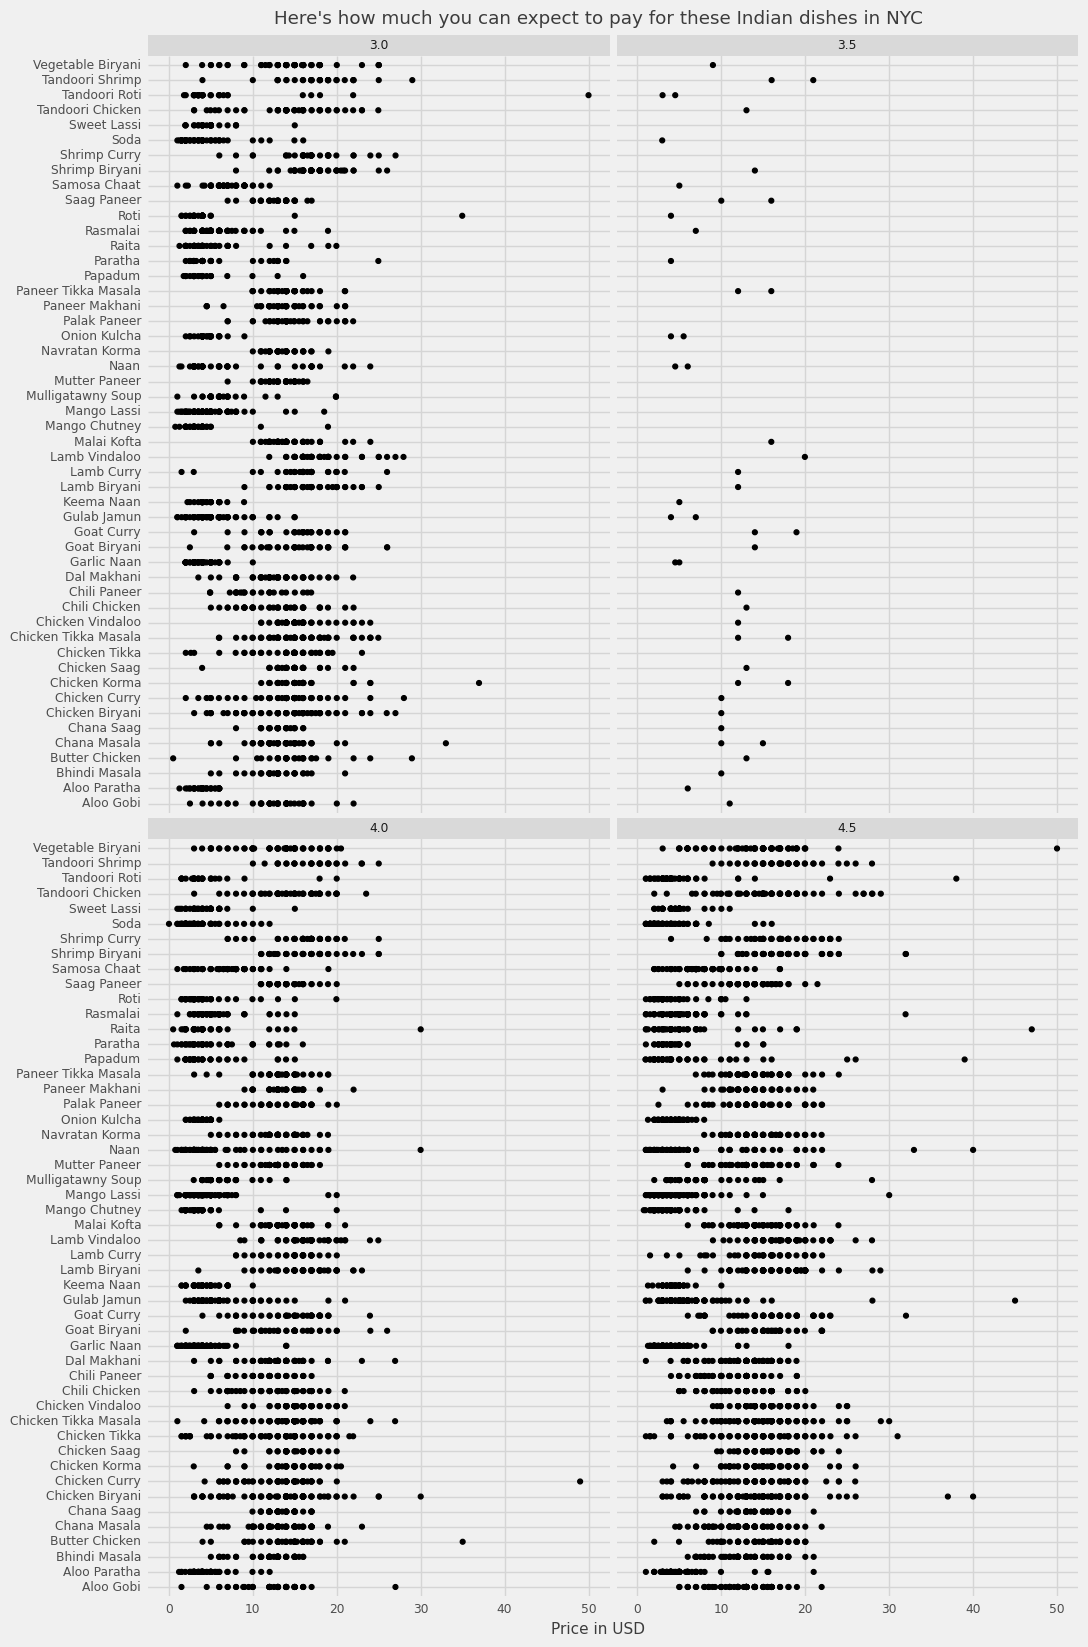 Here's how much you can expect to pay for these Indian dishes in NYC
3.0
3.5
Vegetable Biryani
Tandoori Shrimp
Tandoori Roti
Tandoori Chicken
Sweet Lassi
Soda
Shrimp Curry
Shrimp Biryani
Samosa Chaat
Saag Paneer
Roti
Rasmalai
Raita
Paratha
Papadum
Paneer Tikka Masala
Paneer Makhani
Palak Paneer
Onion Kulcha
Navratan Korma
Naan
Mutter Paneer
Mulligatawny Soup
Mango Lassi
Mango Chutney
Malai Kofta
Lamb Vindaloo
Lamb Curry
Lamb Biryani
Keema Naan
Gulab Jamun
Goat Curry
Goat Biryani
Garlic Naan
Dal Makhani
Chili Paneer
Chili Chicken
Chicken Vindaloo
Chicken Tikka Masala
Chicken Tikka
Chicken Saag
Chicken Korma
Chicken Curry
Chicken Biryani
Chana Saag
Chana Masala
Butter Chicken
Bhindi Masala
Aloo Paratha
Aloo Gobi
4.0
4.5
Vegetable Biryani
Tandoori Shrimp
Tandoori Roti
Tandoori Chicken
Sweet Lassi
Soda
Shrimp Curry
Shrimp Biryani
Samosa Chaat
Saag Paneer
Roti
Rasmalai
Raita
Paratha
Papadum
Paneer Tikka Masala
Paneer Makhani
Palak Paneer
Onion Kulcha
Navratan Korma
Naan
Mutter Paneer
Mulligatawny Soup
Mango Lassi
Mango Chutney
Malai Kofta
Lamb Vindaloo
Lamb Curry
Lamb Biryani
Keema Naan
Gulab Jamun
Goat Curry
Goat Biryani
Garlic Naan
Dal Makhani
Chili Paneer
Chili Chicken
Chicken Vindaloo
Chicken Tikka Masala
Chicken Tikka
Chicken Saag
Chicken Korma
Chicken Curry
Chicken Biryani
Chana Saag
Chana Masala
Butter Chicken
Bhindi Masala
Aloo Paratha
Aloo Gobi
0 10 20 30 40 50 0 10 20 30 40 50
Price in USD